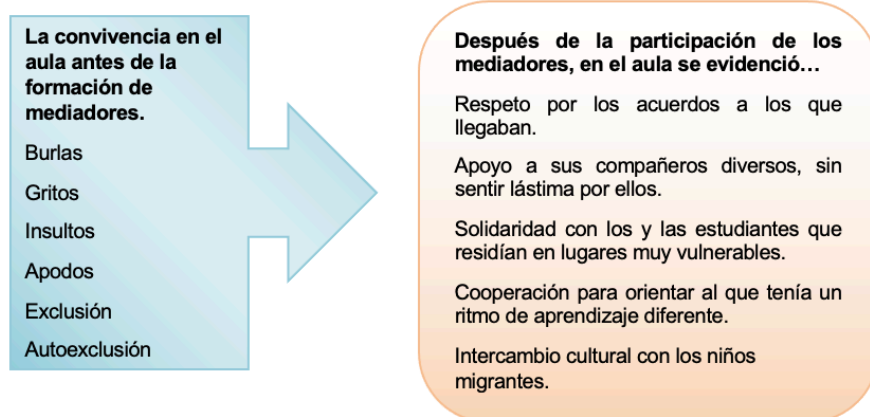 La convivencia en el
aula antes de la
formación de
mediadores.
Burlas
Gritos
Insultos
Apodos
Exclusión
Autoexclusión
Después de la participación de los
mediadores, en el aula se evidenció…
Respeto por los acuerdos a los que
llegaban.
Apoyo a sus compañeros diversos, sin
sentir lástima por ellos.
Solidaridad con los y las estudiantes que
residían en lugares muy vulnerables.
Cooperación para orientar al que tenía un
ritmo de aprendizaje diferente.
Intercambio cultural con los niños
migrantes.